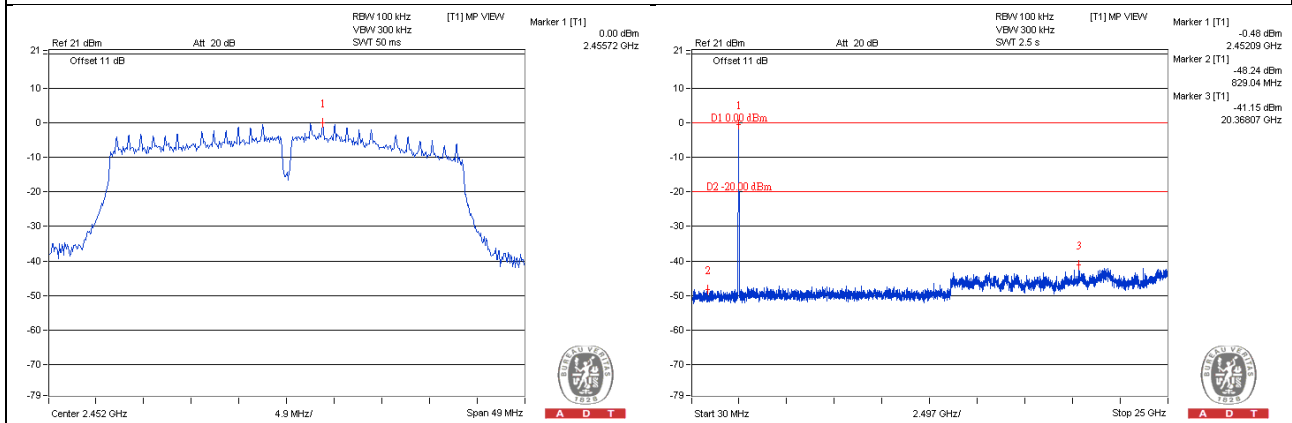 RBW 100 kHz [T1] MP VIEW
VBW 300 kHz
Ref 21 dBm Att 20 dB SWT 50 ms
Marker 1 [T1]
0.00 dBm
2.45572 GHz
21
Offset 11 dB
10
0
-10
-20
-30
-40
-50
-60
-70
-79
1
Center 2.452 GHz 4.9 MHz/ Span 49 MHz
BUREAU VERITAS
1828
A D T
RBW 100 kHz [T1] MP VIEW
VBW 300 kHz
Ref 21 dBm Att 20 dB SWT 2.5 s
Marker 1 [T1]
-0.48 dBm
2.45209 GHz
Marker 2 [T1]
-48.24 dBm
829.04 MHz
Marker 3 [T1]
-41.15 dBm
20.36807 GHz
21
Offset 11 dB
10
0
-10
-20
-30
-40
-50
-60
-70
-79
1
D1 0.00 dBm
D2 -20.00 dBm
2
3
Start 30 MHz 2.497 GHz/ Stop 25 GHz
BUREAU VERITAS
1828
A D T